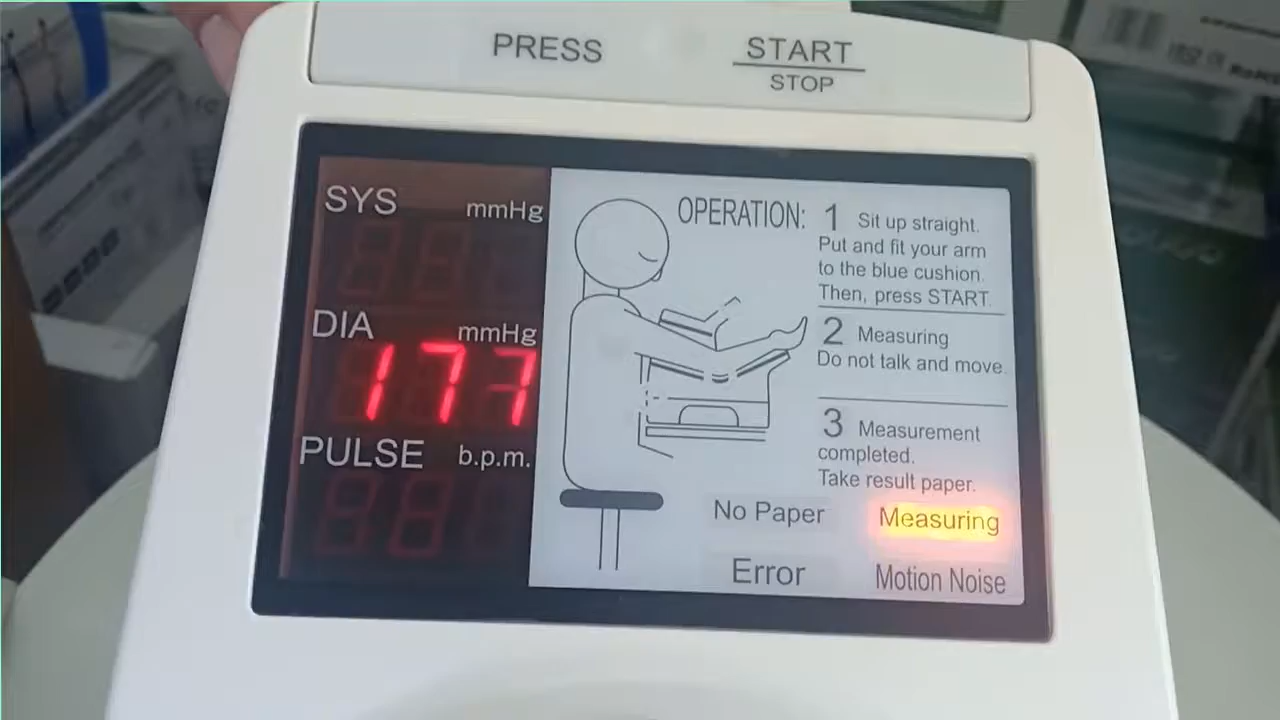 PRESS
START
STOP
SYS mmHg
DIA mmHg
177
PULSE b.p.m.
OPERATION:
1 Sit up straight.
Put and fit your arm
to the blue cushion.
Then, press START.
2 Measuring
Do not talk and move.
3 Measurement
completed.
Take result paper.
No Paper Measuring
Error Motion Noise